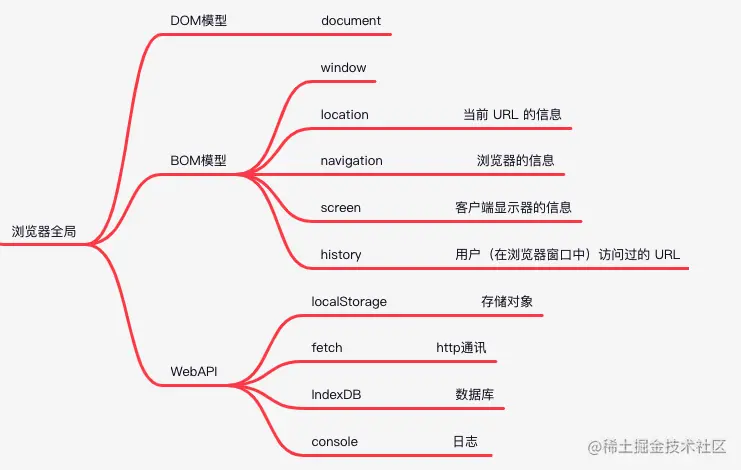 浏览器全局
DOM模型
document
BOM模型
window
location
当前 URL 的信息
navigation
浏览器的信息
screen
客户端显示器的信息
history
用户（在浏览器窗口中）访问过的 URL
WebAPI
localStorage
存储对象
fetch
http通讯
IndexDB
数据库
console
日志
@稀土掘金技术社区